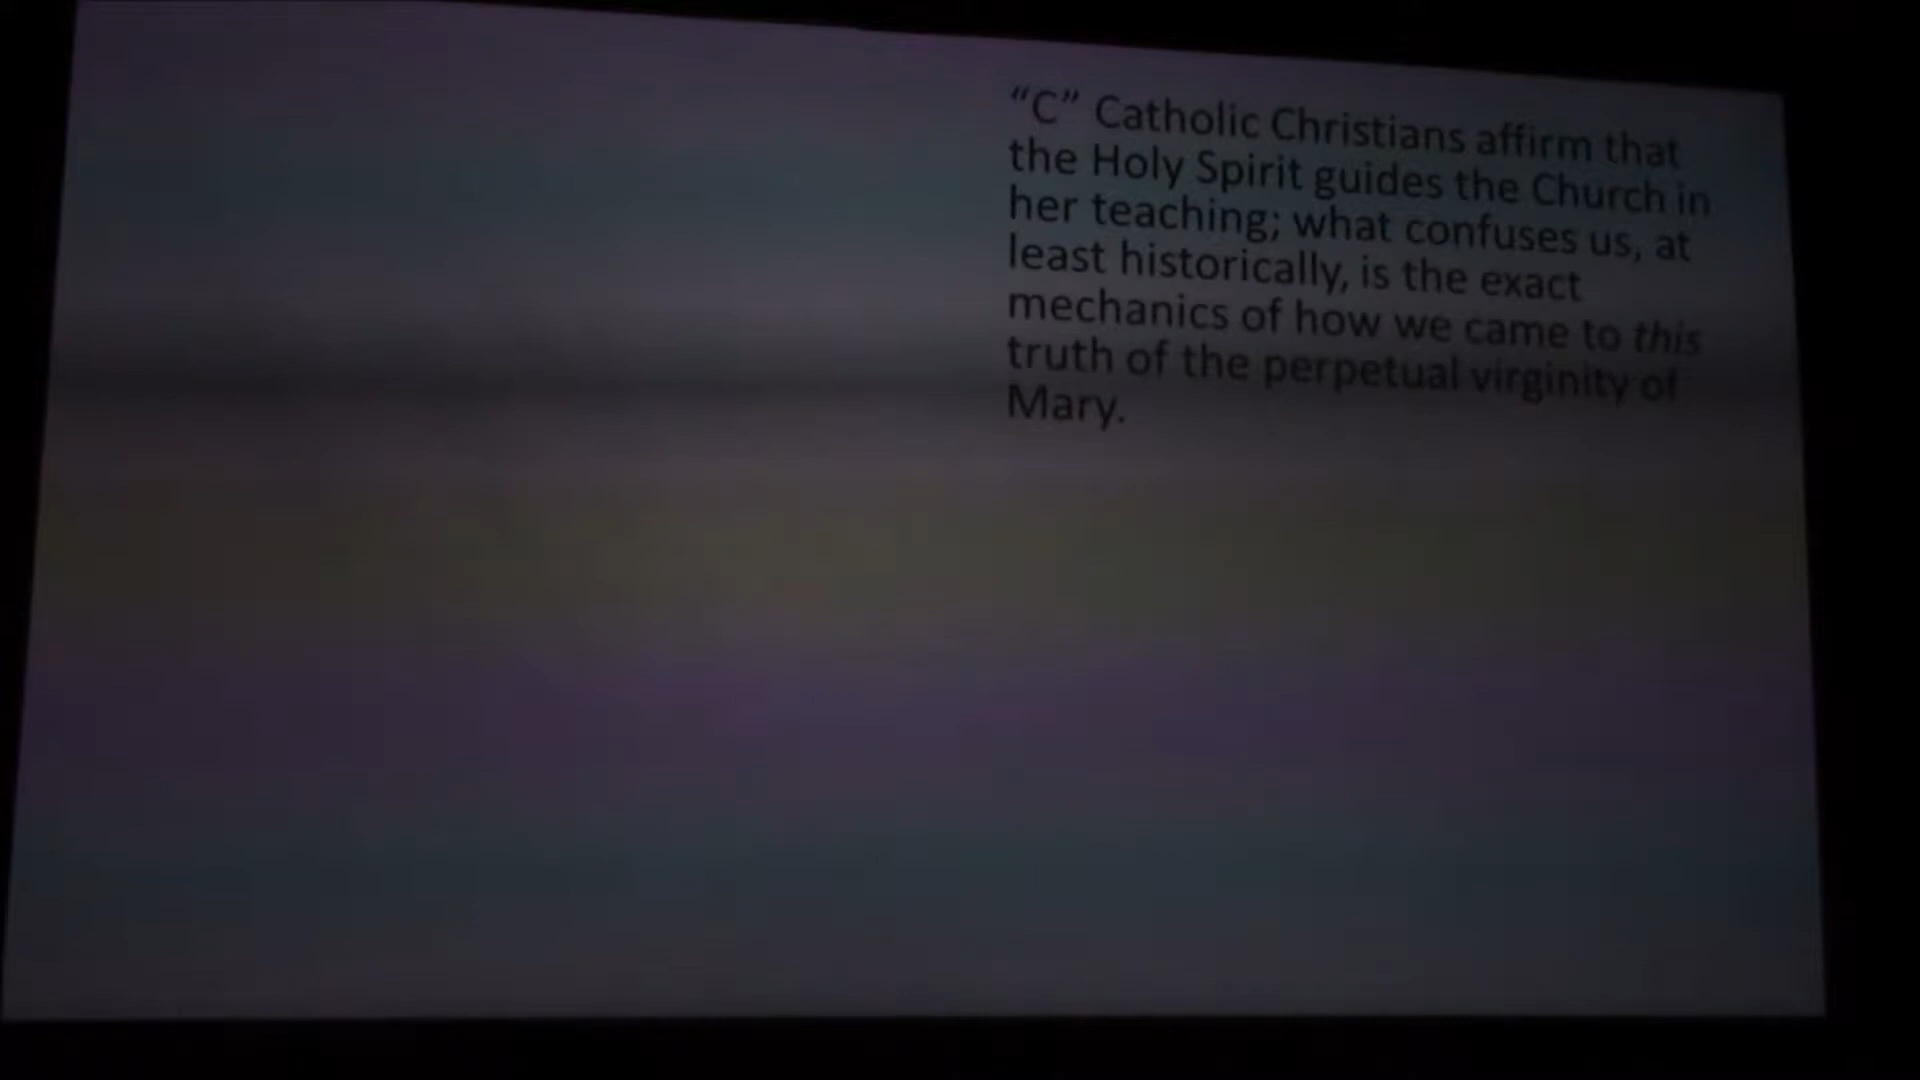 “C” Catholic Christians affirm that
the Holy Spirit guides the Church in
her teaching; what confuses us, at
least historically, is the exact
mechanics of how we came to this
truth of the perpetual virginity of
Mary.